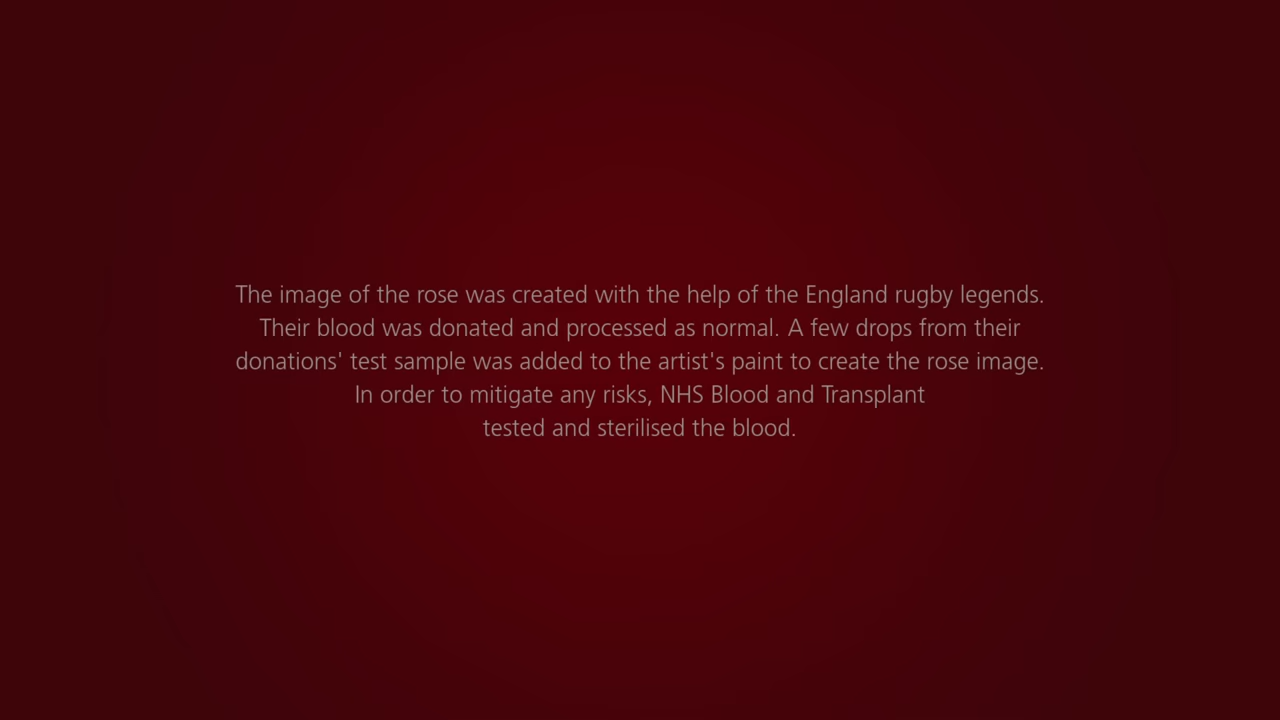 The image of the rose was created with the help of the England rugby legends.
Their blood was donated and processed as normal. A few drops from their
donations' test sample was added to the artist's paint to create the rose image.
In order to mitigate any risks, NHS Blood and Transplant
tested and sterilised the blood.